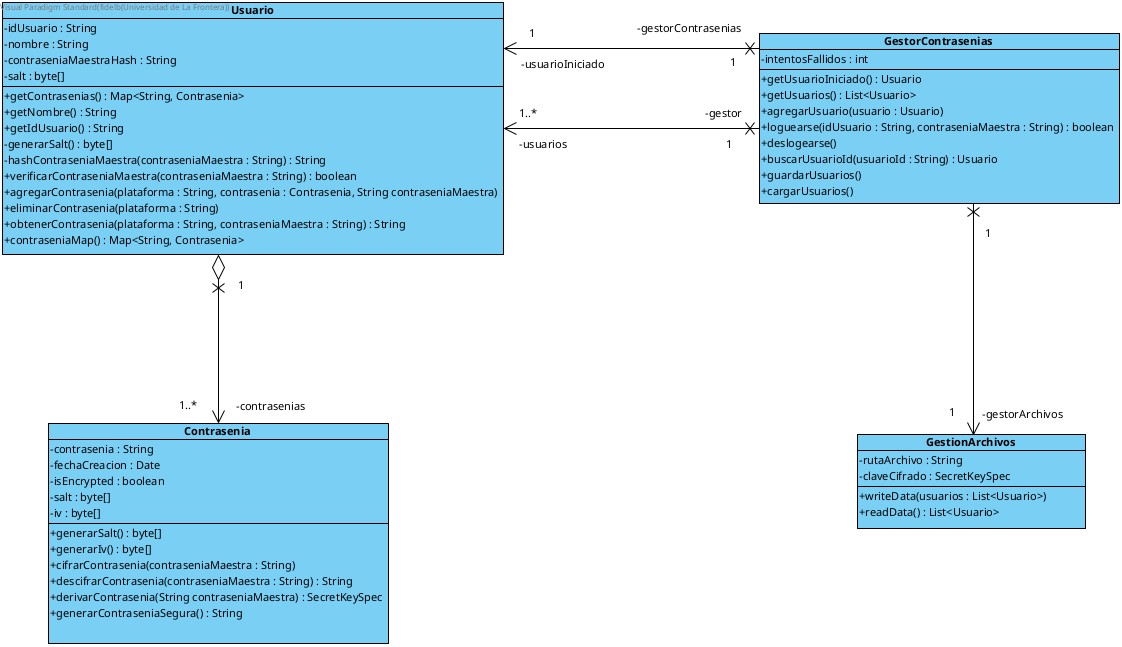 Visual Paradigm Standard(fidelb(Universidad de La Frontera))
Usuario
-idUsuario : String
-nombre : String
-contraseniaMaestraHash : String
-salt : byte[]
+getContrasenias() : Map<String, Contrasenia>
+getNombre() : String
+getIdUsuario() : String
-generarSalt() : byte[]
-hashContraseniaMaestra(contraseniaMaestra : String) : String
+verificarContraseniaMaestra(contraseniaMaestra : String) : boolean
+agregarContrasenia(plataforma : String, contrasenia : Contrasenia, String contraseniaMaestra)
+eliminarContrasenia(plataforma : String)
+obtenerContrasenia(plataforma : String, contraseniaMaestra : String) : String
+contraseniaMap() : Map<String, Contrasenia>
1
-gestorContrasenias
-usuarioIniciado
1
1..*
-gestor
-usuarios
1
GestorContrasenias
-intentosFallidos : int
+getUsuarioIniciado() : Usuario
+getUsuarios() : List<Usuario>
+agregarUsuario(usuario : Usuario)
+loguearse(idUsuario : String, contraseniaMaestra : String) : boolean
+deslogearse()
+buscarUsuarioId(usuarioId : String) : Usuario
+guardarUsuarios()
+cargarUsuarios()
1
1
1..*
-contrasenias
1
-gestorArchivos
Contrasenia
-contrasenia : String
-fechaCreacion : Date
-isEncrypted : boolean
-salt : byte[]
-iv : byte[]
+generarSalt() : byte[]
+generarIv() : byte[]
+cifrarContrasenia(contraseniaMaestra : String)
+descifrarContrasenia(contraseniaMaestra : String) : String
+derivarContrasenia(String contraseniaMaestra) : SecretKeySpec
+generarContraseniaSegura() : String
GestionArchivos
-rutaArchivo : String
-claveCifrado : SecretKeySpec
+writeData(usuarios : List<Usuario>)
+readData() : List<Usuario>